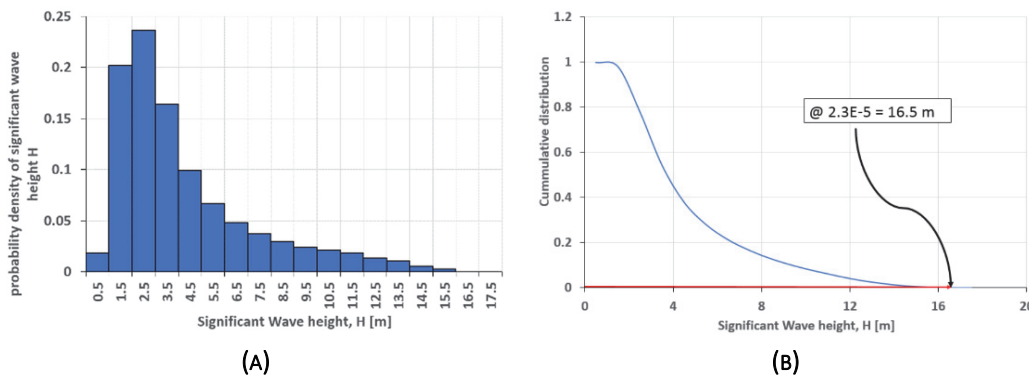 probability density of significant wave
height H
0.25
0.2
0.15
0.1
0.05
0
0.5 1.5 2.5 3.5 4.5 5.5 6.5 7.5 8.5 9.5 10.5 11.5 12.5 13.5 14.5 15.5 16.5 17.5
Significant Wave height, H [m]
(A)
Cummulative distribution
1.2
1
0.8
0.6
0.4
0.2
0
@ 2.3E-5 = 16.5 m
0 4 8 12 16 20
Significant Wave height, H [m]
(B)